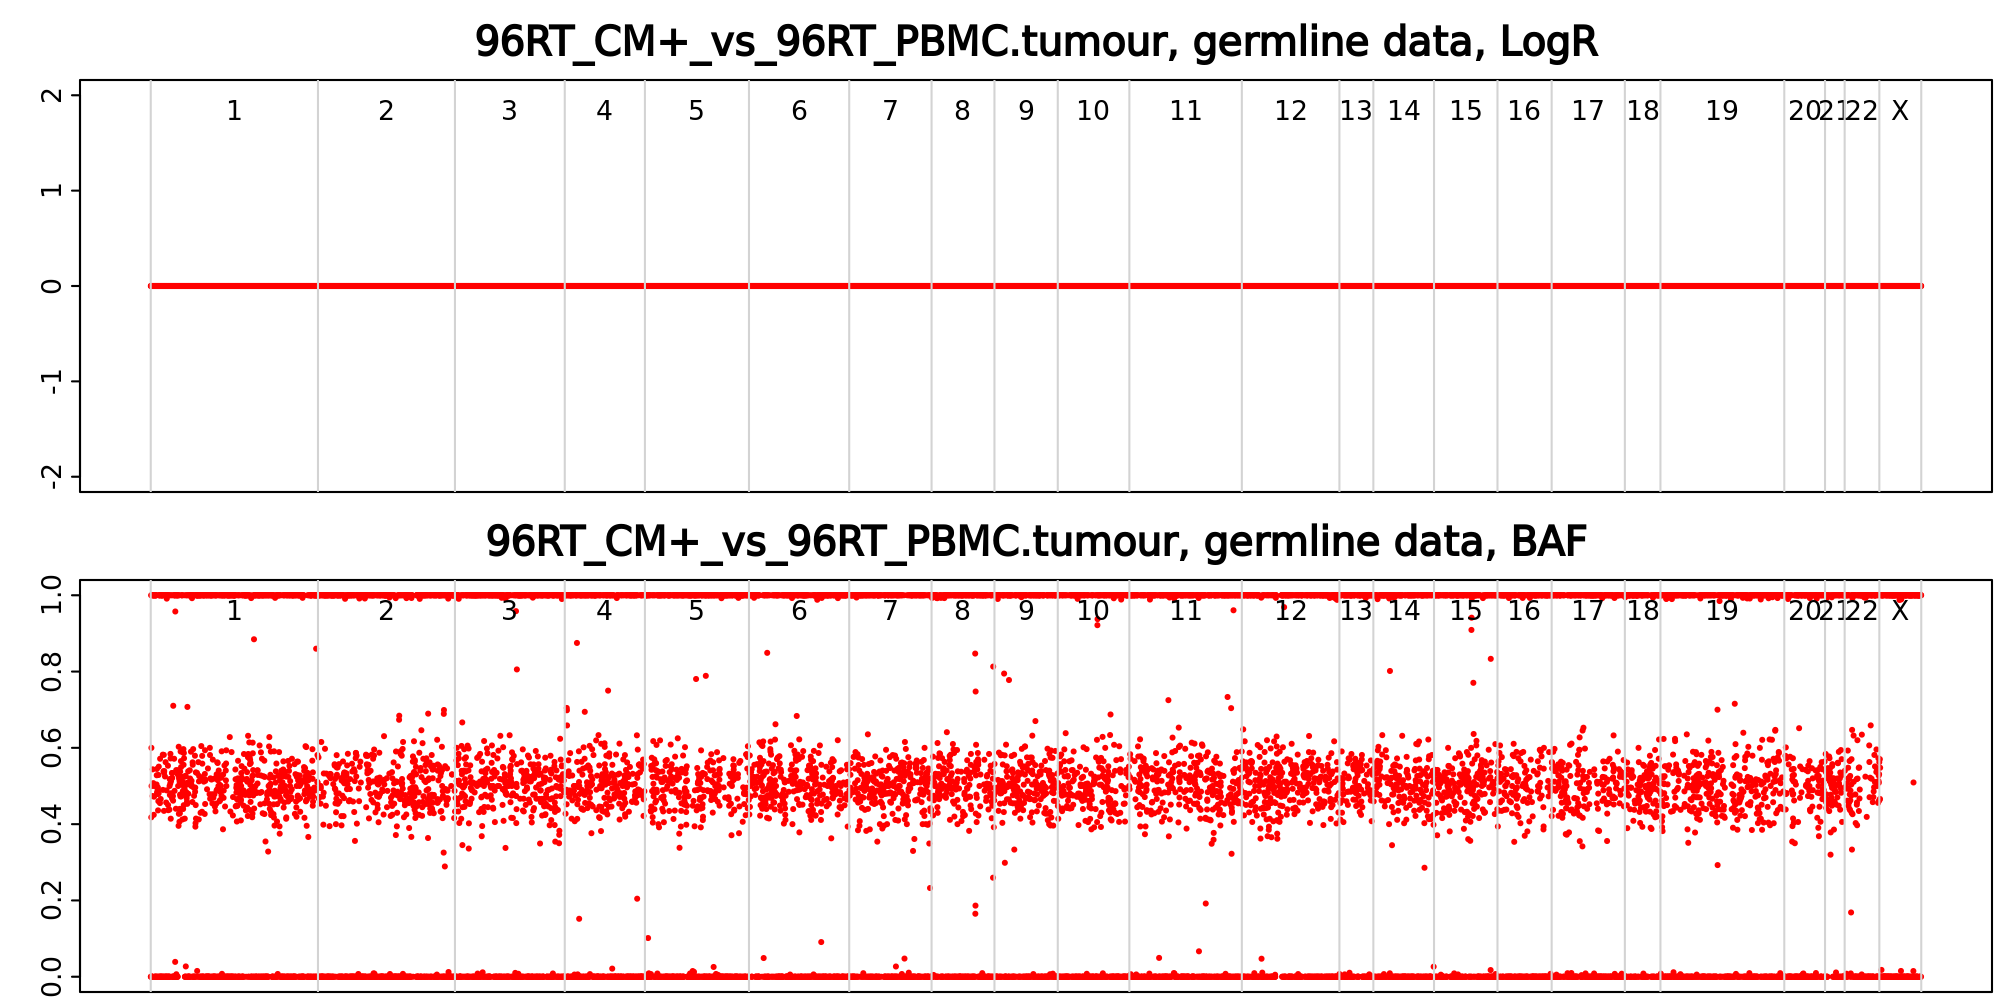 96RT_CM+_vs_96RT_PBMC.tumour, germline data, LogR
2
1
0
-1
-2
1 2 3 4 5 6 7 8 9 10 11 12 13 14 15 16 17 18 19 20 21 22 X
96RT_CM+_vs_96RT_PBMC.tumour, germline data, BAF
1.0
0.8
0.6
0.4
0.2
0.0
1 2 3 4 5 6 7 8 9 10 11 12 13 14 15 16 17 18 19 20 21 22 X